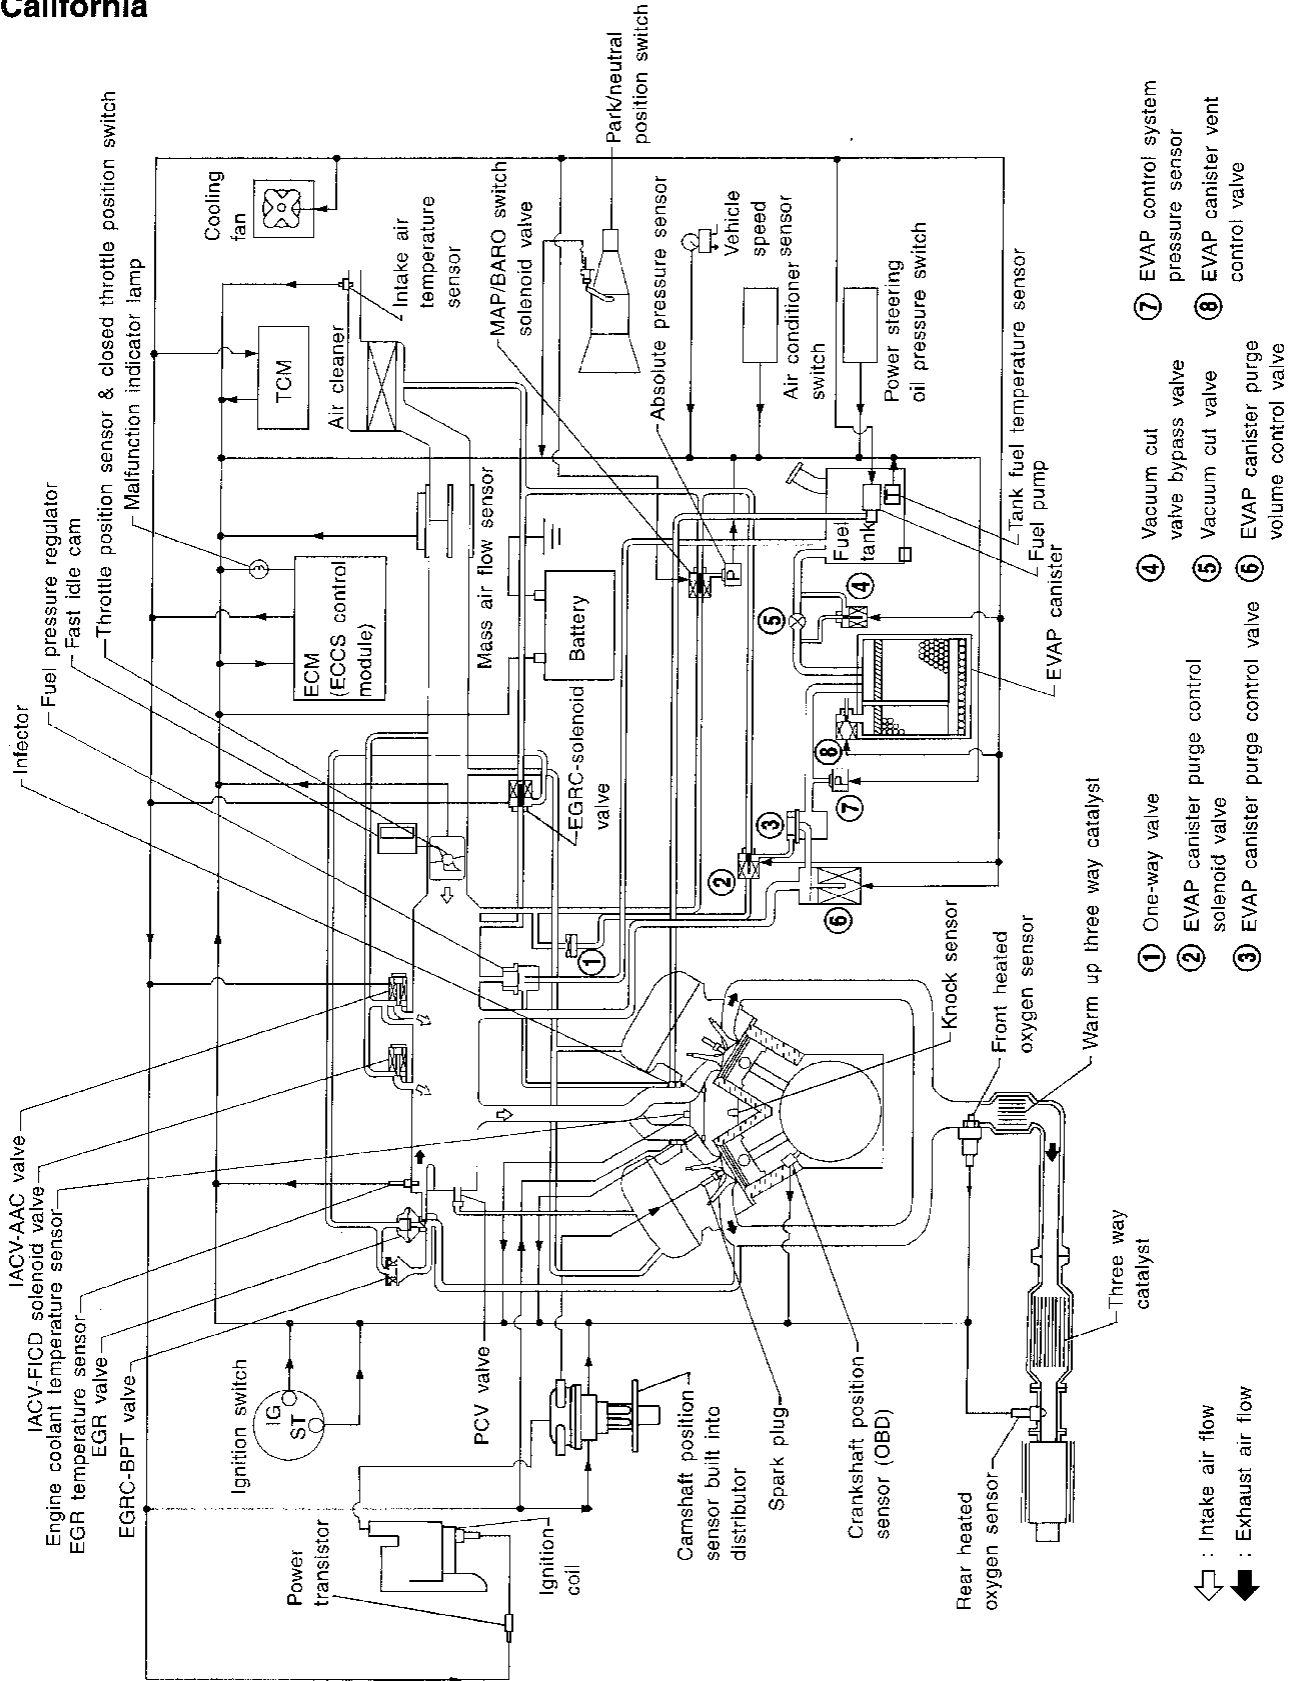 California
Injector
Fuel pressure regulator
Fast idle cam
Throttle position sensor & closed throttle position switch
Malfunction indicator lamp
Cooling
fan
TCM
Air cleaner
Intake air
temperature
sensor
Park/neutral
position switch
ECM
(ECCS control
module)
Mass air flow sensor
MAP/BARO switch
solenoid valve
Absolute pressure sensor
Vehicle
speed
sensor
Air conditioner
switch
Power steering
oil pressure switch
Battery
EGRC-solenoid
valve
P
Fuel
tank
Tank fuel temperature sensor
Fuel pump
EVAP canister
P
1
2
3
4
5
6
7
8
IACV-AAC valve
IACV-FICD solenoid valve
Engine coolant temperature sensor
EGR temperature sensor
EGR valve
EGRC-BPT valve
Ignition switch
IG
ST
PCV valve
Power
transistor
Ignition
coil
Camshaft position
sensor built into
distributor
Spark plug
Crankshaft position
sensor (OBD)
Knock sensor
Front heated
oxygen sensor
Warm up three way catalyst
Three way
catalyst
Rear heated
oxygen sensor
1 One-way valve
2 EVAP canister purge control
solenoid valve
3 EVAP canister purge control valve
4 Vacuum cut
valve bypass valve
5 Vacuum cut valve
6 EVAP canister purge
volume control valve
7 EVAP control system
pressure sensor
8 EVAP canister vent
control valve
: Intake air flow
: Exhaust air flow